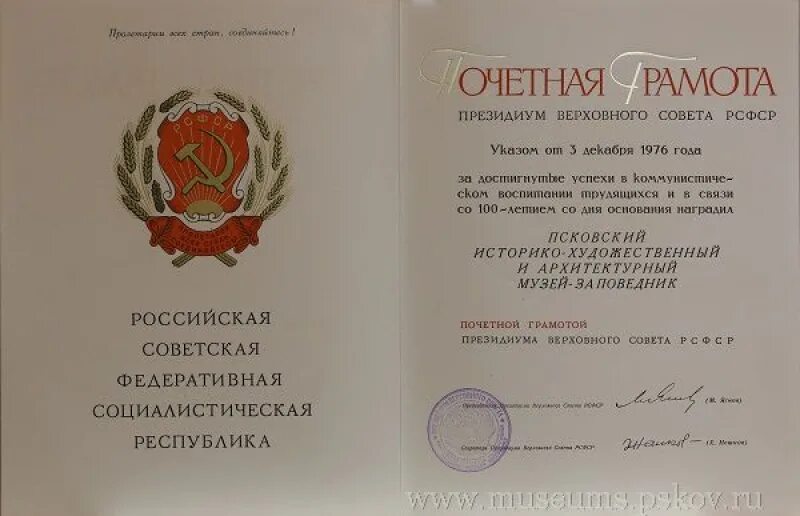 Пролетарии всех стран, соединяйтесь!
РСФСР
РОССИЙСКАЯ
СОВЕТСКАЯ
ФЕДЕРАТИВНАЯ
СОЦИАЛИСТИЧЕСКАЯ
РЕСПУБЛИКА
ПОЧЕТНАЯ ГРАМОТА
ПРЕЗИДИУМ ВЕРХОВНОГО СОВЕТА РСФСР
Указом от 3 декабря 1976 года
за достигнутые успехи в коммунистиче-
ском воспитании трудящихся и в связи
со 100-летием со дня основания наградил
ПСКОВСКИЙ
ИСТОРИКО-ХУДОЖЕСТВЕННЫЙ
И АРХИТЕКТУРНЫЙ
МУЗЕЙ-ЗАПОВЕДНИК
ПОЧЕТНОЙ ГРАМОТОЙ
ПРЕЗИДИУМА ВЕРХОВНОГО СОВЕТА РСФСР
Президиума Верховного Совета РСФСР
(М. Яснов)
Секретарь Президиума Верховного Совета РСФСР
(Х. Нешков)
www.museums.pskov.ru